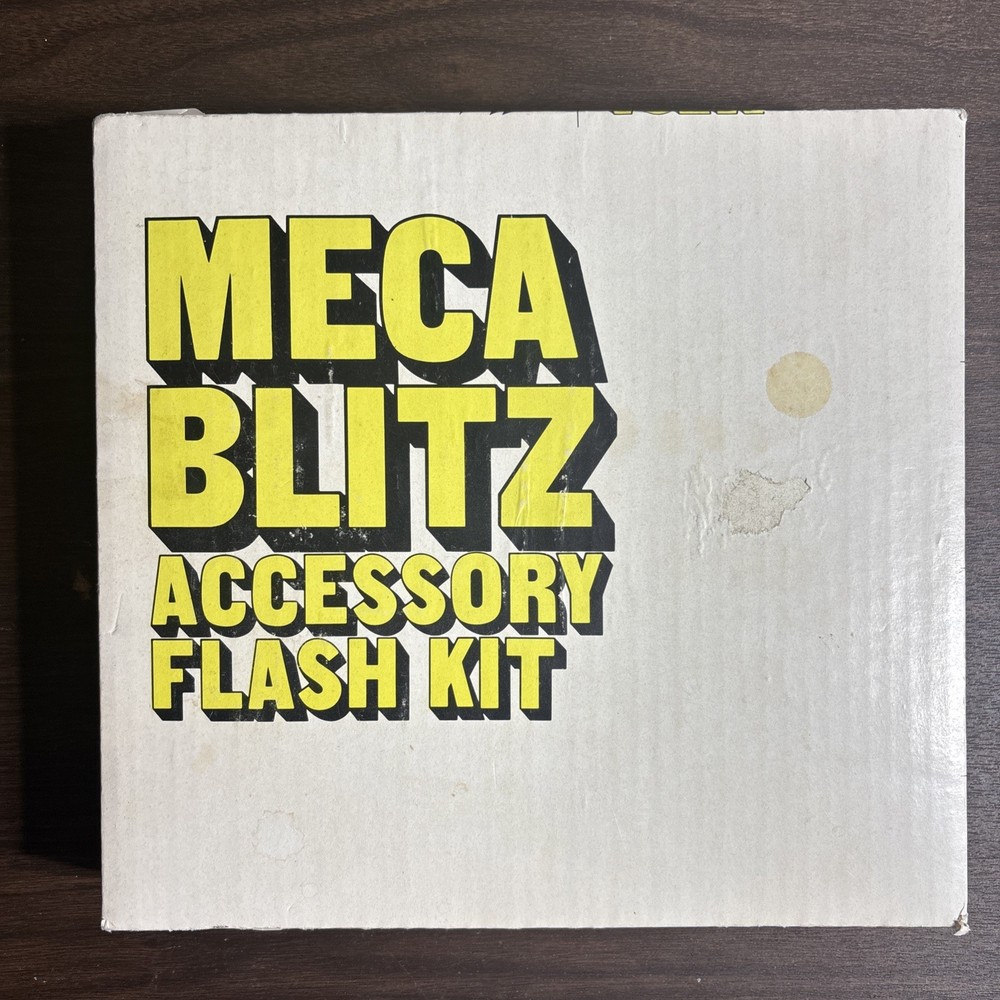 MECA
BLITZ
ACCESSORY
FLASH KIT